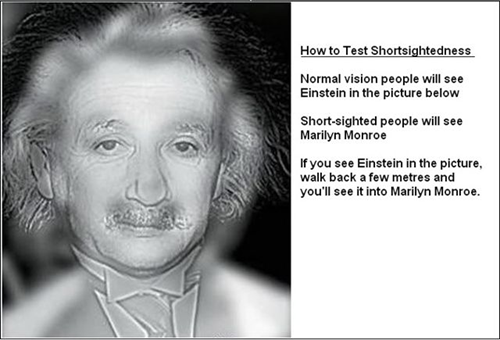 How to Test Shortsightedness
Normal vision people will see
Einstein in the picture below
Short-sighted people will see
Marilyn Monroe
If you see Einstein in the picture,
walk back a few metres and
you'll see it into Marilyn Monroe.